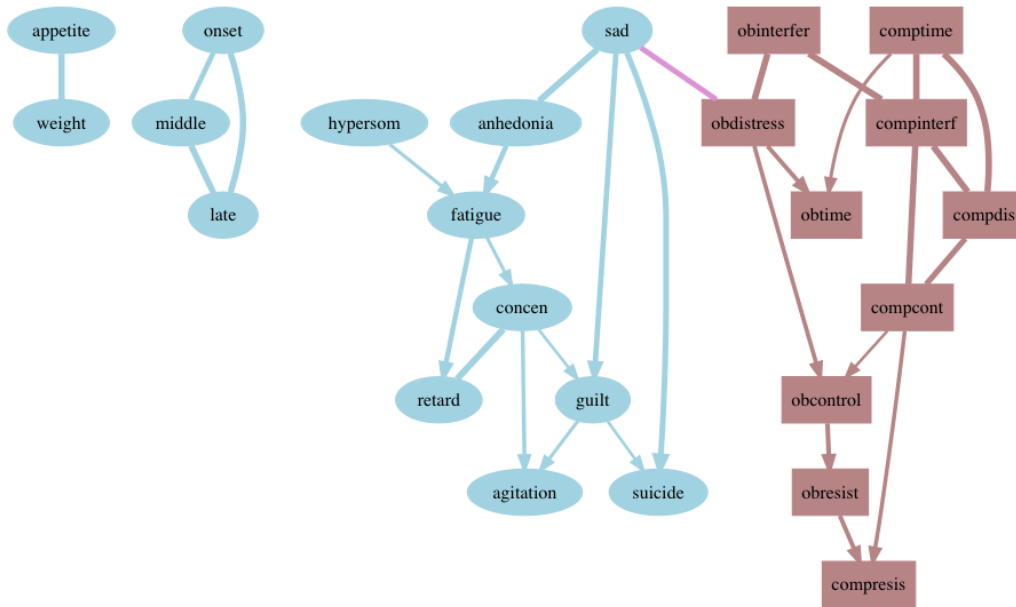 appetite
onset
sad
obinterfer
comptime
weight
middle
hypersom
anhedonia
obdistress
compinterf
late
fatigue
obtime
compdis
concen
compcont
retard
guilt
obcontrol
agitation
suicide
obresist
compresis